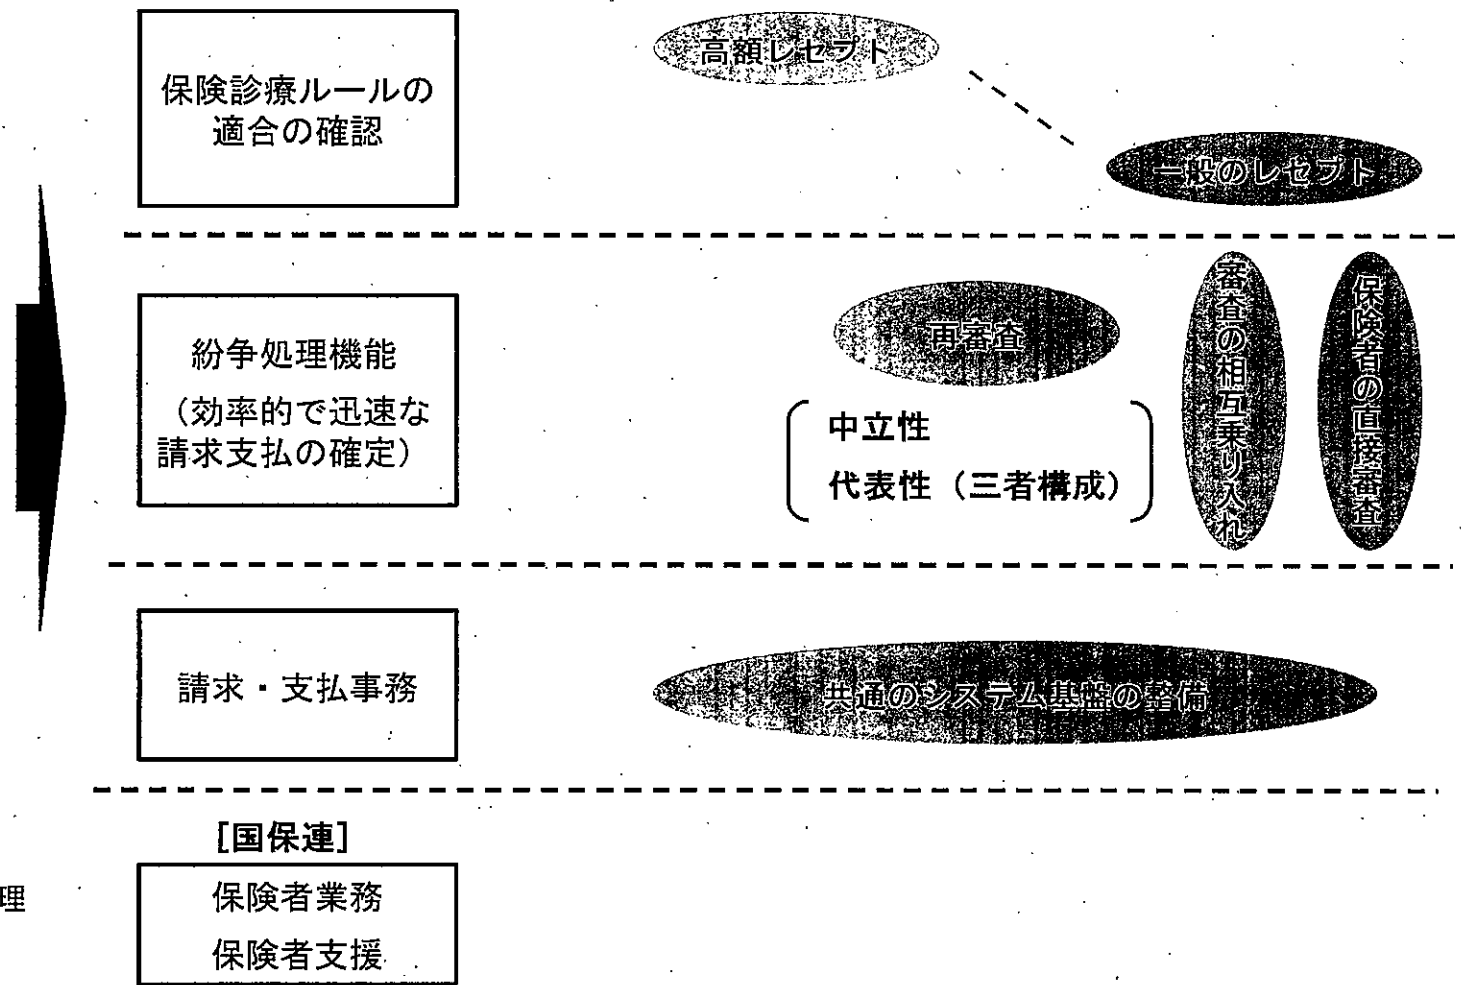 保険診療ルールの
適合の確認
高額レセプト
一般のレセプト
紛争処理機能
（効率的で迅速な
請求支払の確定）
再審査
中立性
代表性（三者構成）
審査の相互乗り入れ
保険者の直接審査
請求・支払事務
共通のシステム基盤の整備
[国保連]
理
保険者業務
保険者支援